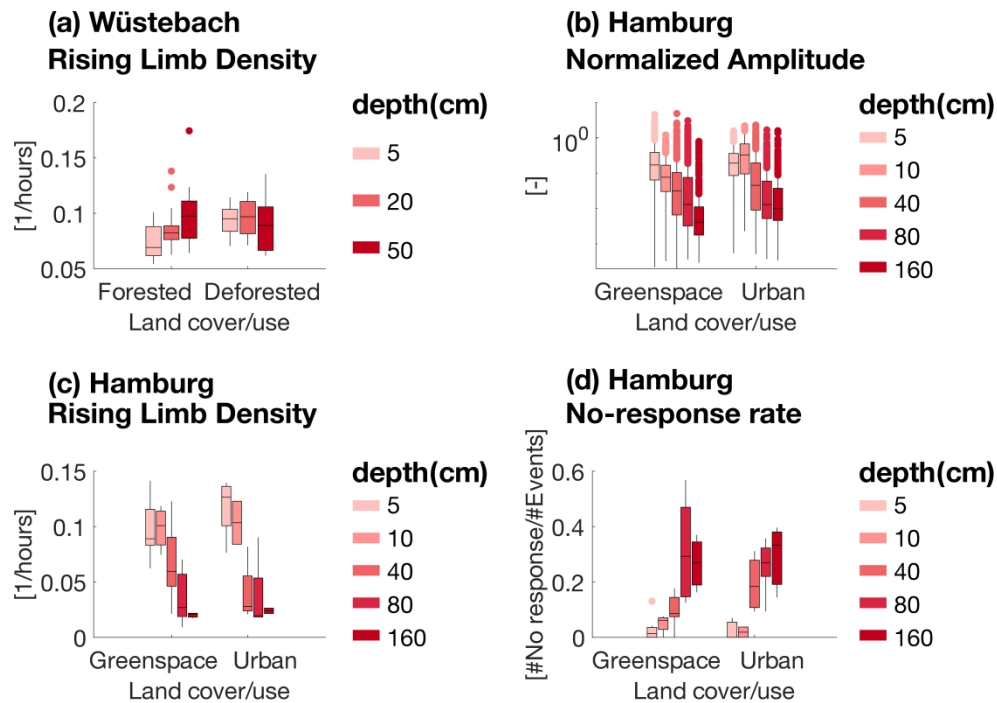 (a) Wüstebach
Rising Limb Density
0.2
0.15
0.1
0.05
[1/hours]
Forested Deforested
Land cover/use
depth(cm)
5
20
50
(b) Hamburg
Normalized Amplitude
10^0
[-]
Greenspace Urban
Land cover/use
depth(cm)
5
10
40
80
160
(c) Hamburg
Rising Limb Density
0.15
0.1
0.05
0
[1/hours]
Greenspace Urban
Land cover/use
depth(cm)
5
10
40
80
160
(d) Hamburg
No-response rate
0.6
0.4
0.2
0
[#No response/#Events]
Greenspace Urban
Land cover/use
depth(cm)
5
10
40
80
160